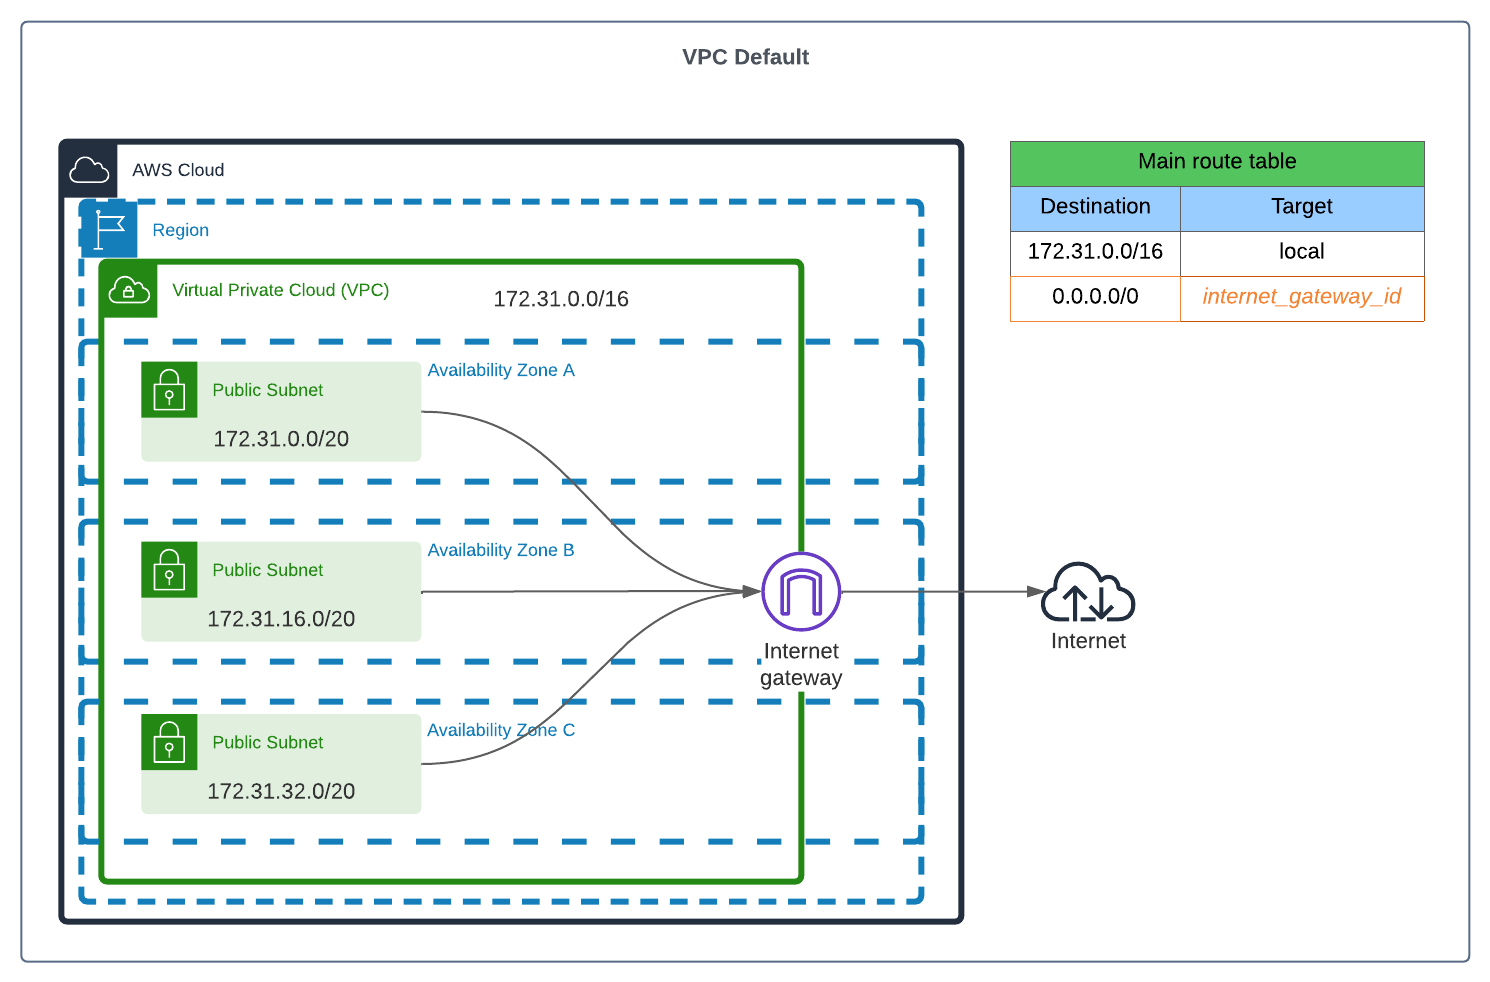 VPC Default
AWS Cloud
Region
Virtual Private Cloud (VPC)
172.31.0.0/16
Availability Zone A
Public Subnet
172.31.0.0/20
Availability Zone B
Public Subnet
172.31.16.0/20
Availability Zone C
Public Subnet
172.31.32.0/20
Internet
gateway
Internet
Main route table
Destination Target
172.31.0.0/16 local
0.0.0.0/0 internet_gateway_id